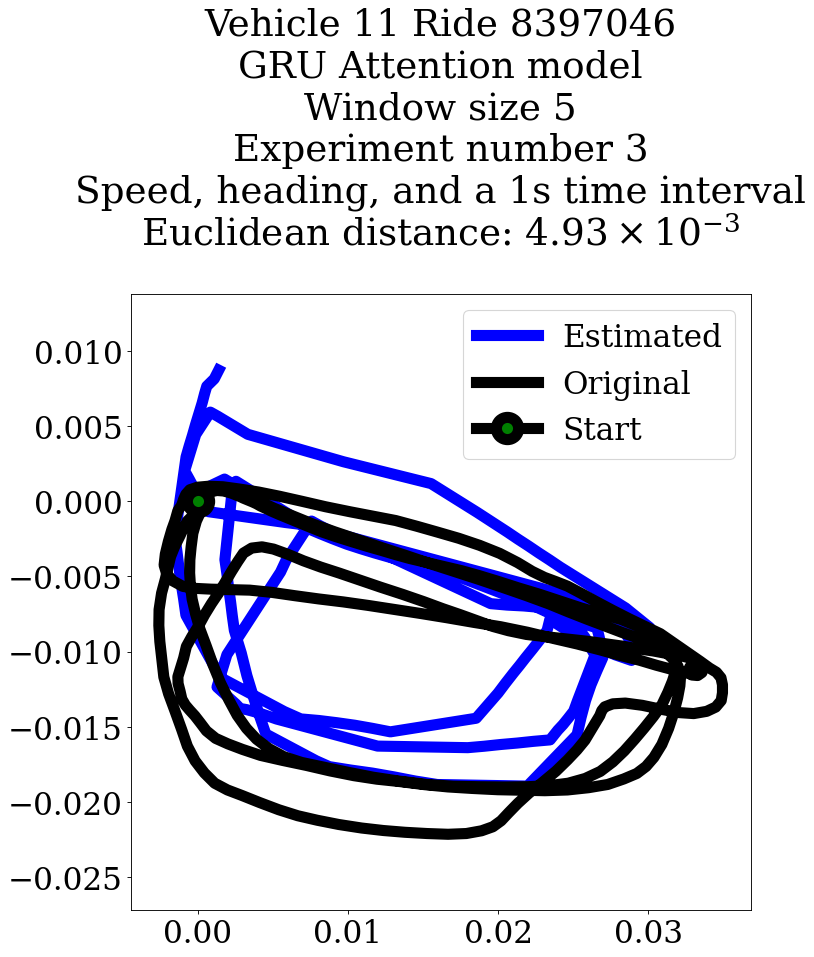 Vehicle 11 Ride 8397046
GRU Attention model
Window size 5
Experiment number 3
Speed, heading, and a 1s time interval
Euclidean distance: 4.93 × 10⁻³
Estimated
Original
Start
0.010
0.005
0.000
−0.005
−0.010
−0.015
−0.020
−0.025
0.00 0.01 0.02 0.03